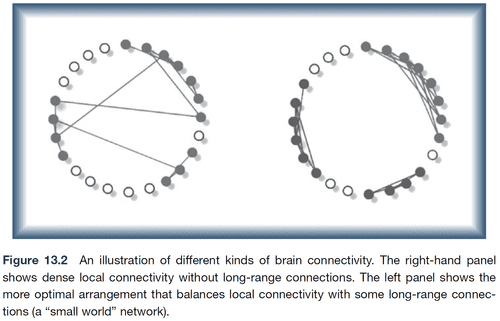 Figure 13.2 An illustration of different kinds of brain connectivity. The right-hand panel
shows dense local connectivity without long-range connections. The left panel shows the
more optimal arrangement that balances local connectivity with some long-range connec-
tions (a “small world” network).